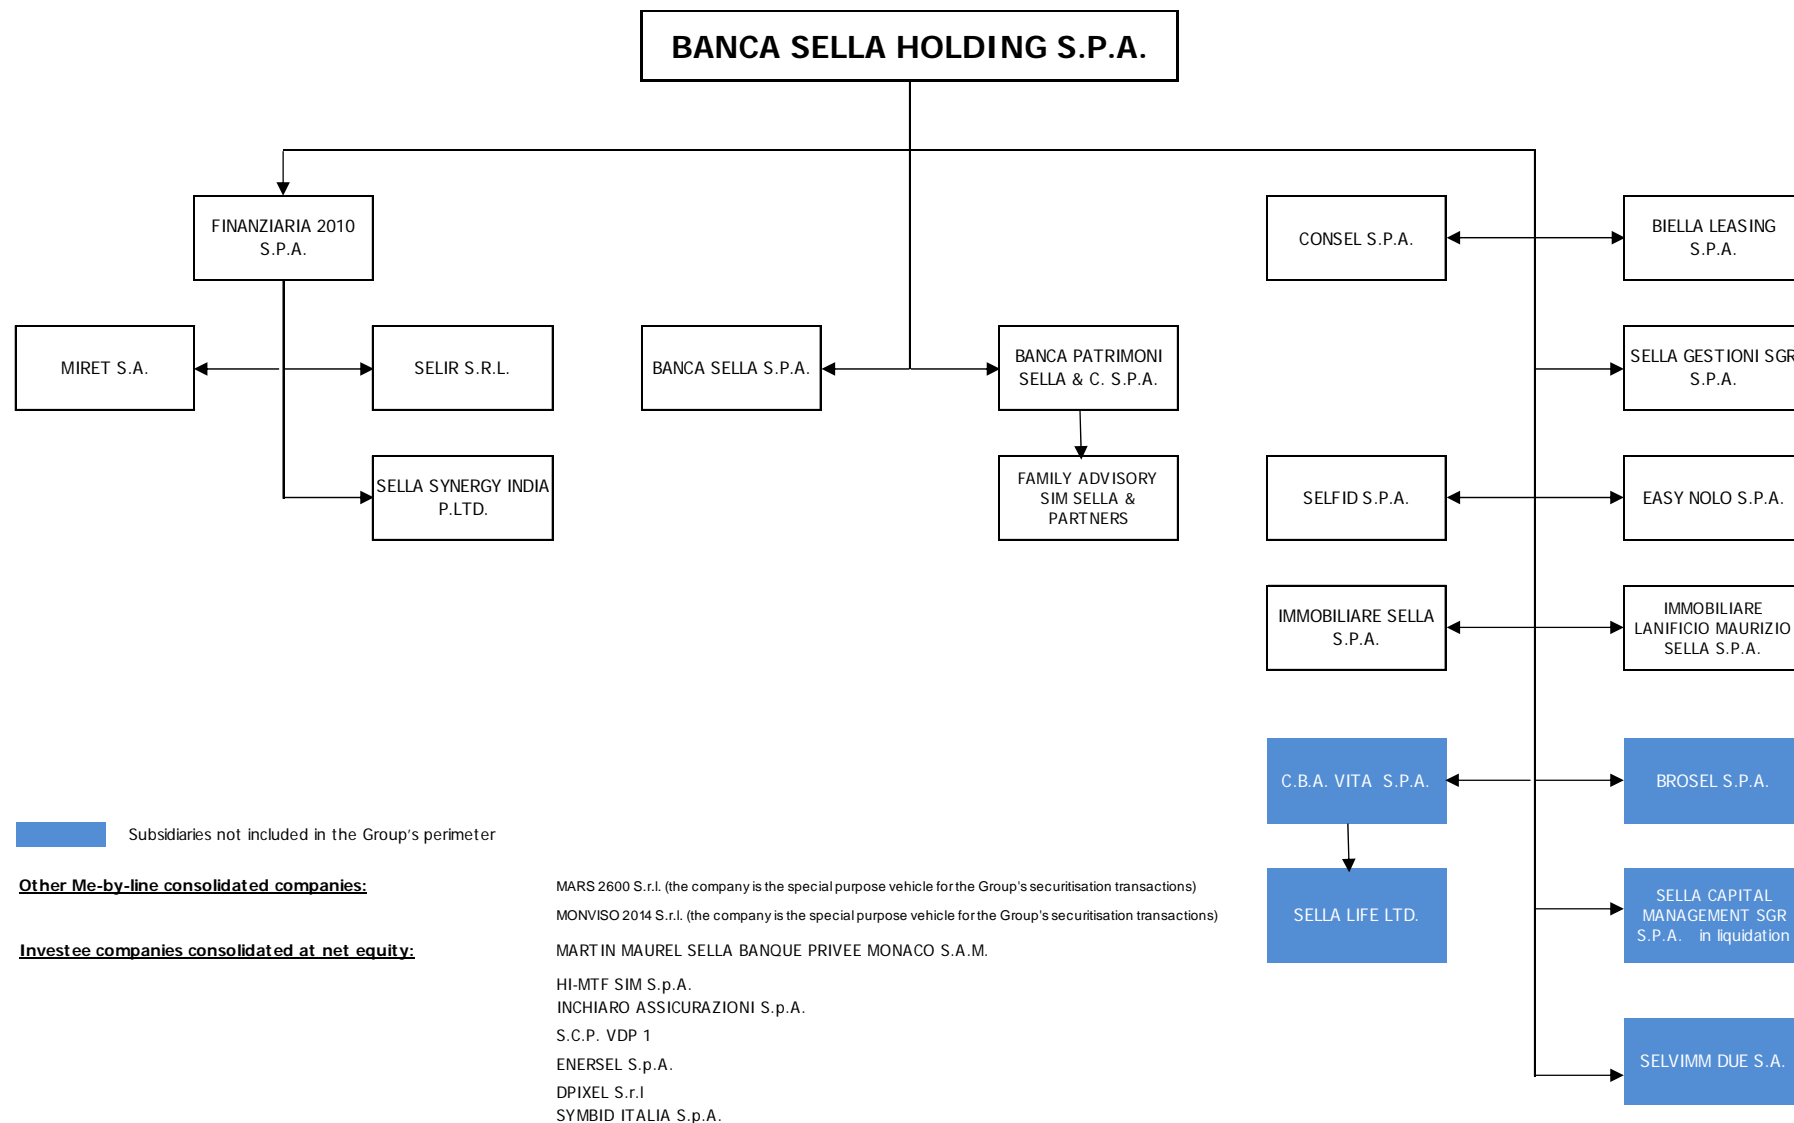 BANCA SELLA HOLDING S.P.A.
FINANZIARIA 2010
S.P.A.
CONSEL S.P.A.
BIELLA LEASING
S.P.A.
MIRET S.A.
SELIR S.R.L.
BANCA SELLA S.P.A.
BANCA PATRIMONI
SELLA & C. S.P.A.
SELLA GESTIONI SGR
S.P.A.
SELLA SYNERGY INDIA
P.LTD.
FAMILY ADVISORY
SIM SELLA &
PARTNERS
SELFID S.P.A.
EASY NOLO S.P.A.
IMMOBILIARE SELLA
S.P.A.
IMMOBILIARE
LANIFICIO MAURIZIO
SELLA S.P.A.
C.B.A. VITA S.P.A.
BROSEL S.P.A.
Subsidiaries not included in the Group's perimeter
SELLA LIFE LTD.
SELLA CAPITAL
MANAGEMENT SGR
S.P.A. in liquidation
Other Me-by-line consolidated companies:
MARS 2600 S.r.l. (the company is the special purpose vehicle for the Group's securitisation transactions)
MONVISO 2014 S.r.l. (the company is the special purpose vehicle for the Group's securitisation transactions)
Investee companies consolidated at net equity:
MARTIN MAUREL SELLA BANQUE PRIVEE MONACO S.A.M.
HI-MTF SIM S.p.A.
INCHIARO ASSICURAZIONI S.p.A.
S.C.P. VDP 1
ENERSEL S.p.A.
DPIXEL S.r.l
SYMBID ITALIA S.p.A.
SELVIMM DUE S.A.